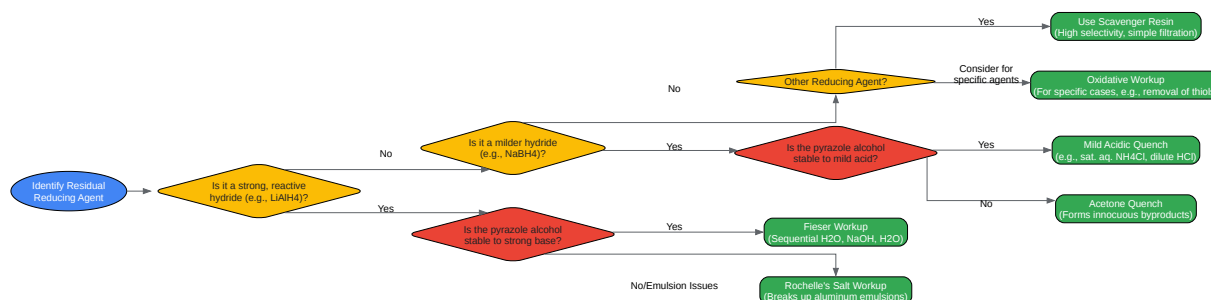 Yes
Use Scavenger Resin
(High selectivity, simple filtration)
Other Reducing Agent?
Consider for
specific agents
Oxidative Workup
(For specific cases, e.g., removal of thiols
No
Is it a milder hydride
(e.g., NaBH4)?
Yes
Is the pyrazole alcohol
stable to mild acid?
Yes
Mild Acidic Quench
(e.g., sat. aq. NH4Cl, dilute HCl)
No
Acetone Quench
(Forms innocuous byproducts)
No
Identify Residual
Reducing Agent
Is it a strong, reactive
hydride (e.g., LiAlH4)?
Yes
Is the pyrazole alcohol
stable to strong base?
Yes
Fieser Workup
(Sequential H2O, NaOH, H2O)
No/Emulsion Issues
Rochelle's Salt Workup
(Breaks up aluminum emulsions)